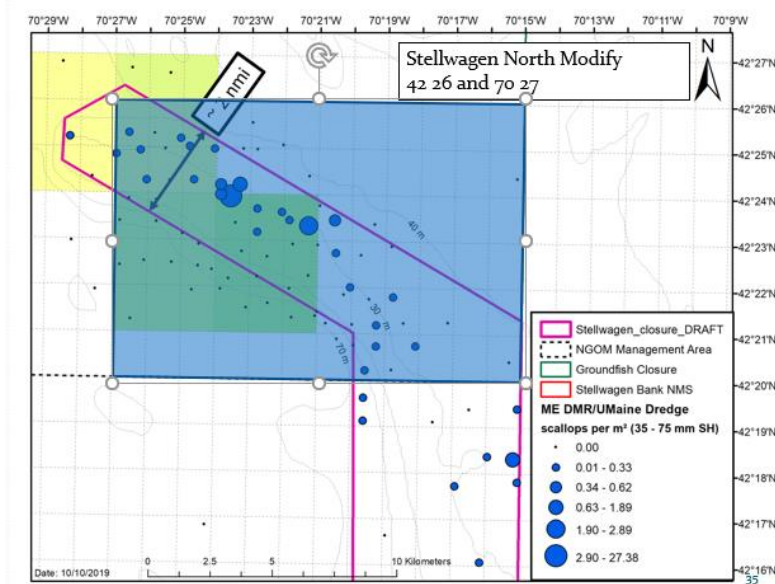 70°29'W 70°27'W 70°25'W 70°23'W 70°21'W 70°19'W 70°17'W 70°15'W 70°13'W 70°11'W 70°9'W
Stellwagen North Modify
42 26 and 70 27
N
~ 2 nmi
42°27'N
42°26'N
42°25'N
42°24'N
42°23'N
42°22'N
42°21'N
42°20'N
42°19'N
42°18'N
42°17'N
42°16'N
40 m
30 m
70 m
Stellwagen_closure_DRAFT
NGOM Management Area
Groundfish Closure
Stellwagen Bank NMS
ME DMR/UMaine Dredge
scallops per m² (35 - 75 mm SH)
0.00
0.01 - 0.33
0.34 - 0.62
0.63 - 1.89
1.90 - 2.89
2.90 - 27.38
Date: 10/10/2019
0 2.5 5 10 Kilometers
35